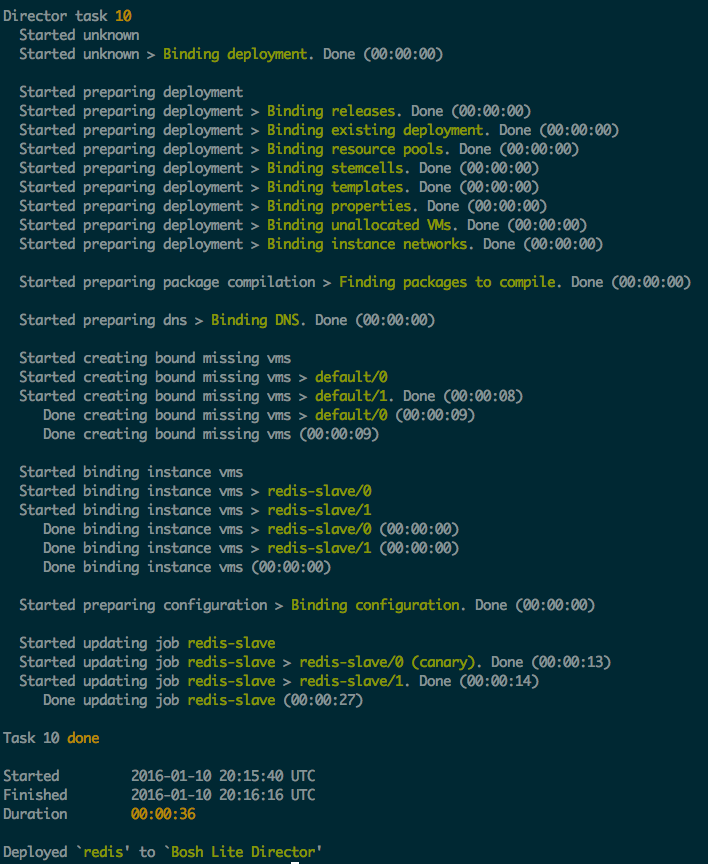 Director task 10
  Started unknown
  Started unknown > Binding deployment. Done (00:00:00)

  Started preparing deployment
  Started preparing deployment > Binding releases. Done (00:00:00)
  Started preparing deployment > Binding existing deployment. Done (00:00:00)
  Started preparing deployment > Binding resource pools. Done (00:00:00)
  Started preparing deployment > Binding stemcells. Done (00:00:00)
  Started preparing deployment > Binding templates. Done (00:00:00)
  Started preparing deployment > Binding properties. Done (00:00:00)
  Started preparing deployment > Binding unallocated VMs. Done (00:00:00)
  Started preparing deployment > Binding instance networks. Done (00:00:00)

  Started preparing package compilation > Finding packages to compile. Done (00:00:00)

  Started preparing dns > Binding DNS. Done (00:00:00)

  Started creating bound missing vms
  Started creating bound missing vms > default/0
  Started creating bound missing vms > default/1. Done (00:00:08)
     Done creating bound missing vms > default/0 (00:00:09)
     Done creating bound missing vms (00:00:09)

  Started binding instance vms
  Started binding instance vms > redis-slave/0
  Started binding instance vms > redis-slave/1
     Done binding instance vms > redis-slave/0 (00:00:00)
     Done binding instance vms > redis-slave/1 (00:00:00)
     Done binding instance vms (00:00:00)

  Started preparing configuration > Binding configuration. Done (00:00:00)

  Started updating job redis-slave
  Started updating job redis-slave > redis-slave/0 (canary). Done (00:00:13)
  Started updating job redis-slave > redis-slave/1. Done (00:00:14)
     Done updating job redis-slave (00:00:27)

Task 10 done

Started         2016-01-10 20:15:40 UTC
Finished        2016-01-10 20:16:16 UTC
Duration        00:00:36

Deployed `redis' to `Bosh Lite Director'